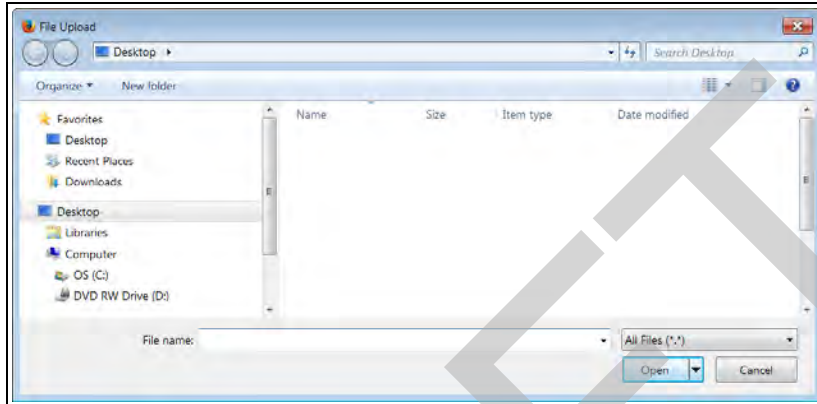 File Upload
Desktop
Search Desktop
Organize
New folder
Name Size Item type Date modified
Favorites
Desktop
Recent Places
Downloads
Desktop
Libraries
Computer
OS (C:)
DVD RW Drive (D:)
File name:
All Files (*.*)
Open
Cancel